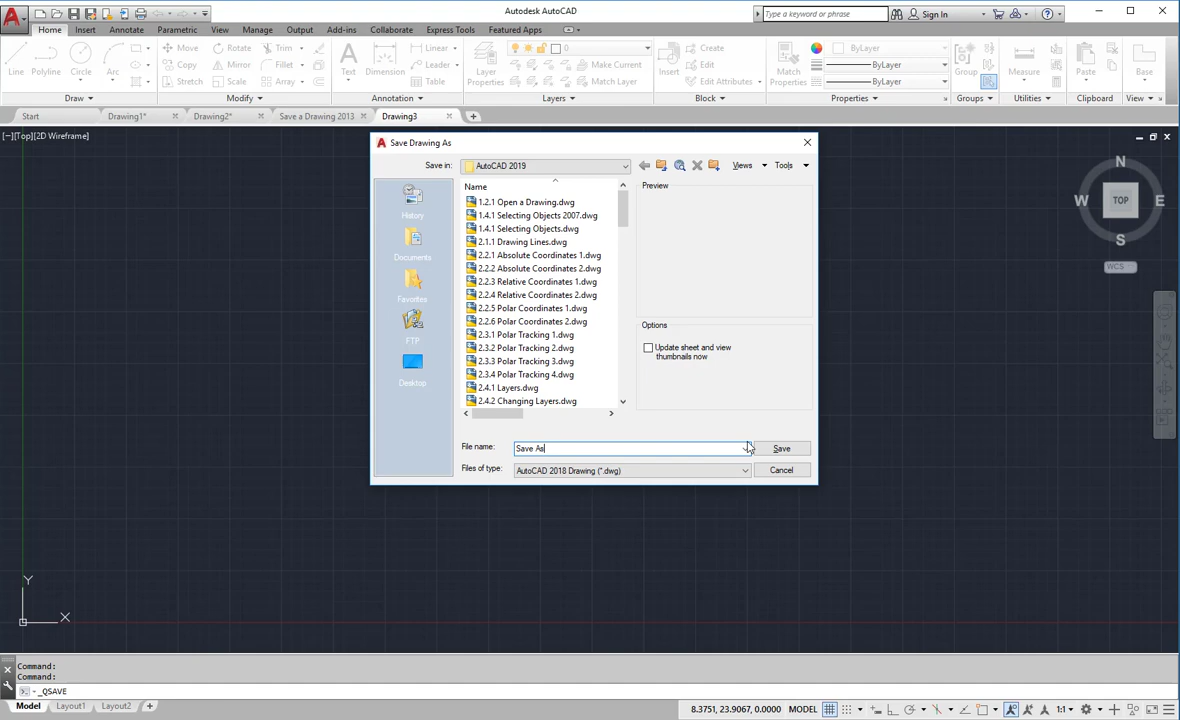 Autodesk AutoCAD
Type a keyword or phrase
Sign In
Home Insert Annotate Parametric View Manage Output Add-ins Collaborate Express Tools Featured Apps
Line
Polyline
Circle
Arc
Draw
Move
Copy
Stretch
Rotate
Mirror
Scale
Trim
Fillet
Array
Modify
Text
Dimension
Linear
Leader
Table
Annotation
Layer
Properties
0
Make Current
Match Layer
Layers
Insert
Create
Edit
Edit Attributes
Block
Match
Properties
ByLayer
ByLayer
ByLayer
Properties
Group
Groups
Measure
Utilities
Paste
Clipboard
Base
View
Start Drawing1* Drawing2* Save a Drawing 2013 Drawing3
[−][Top][2D Wireframe]
Save Drawing As
Save in: AutoCAD 2019
Views Tools
History
Documents
Favorites
FTP
Desktop
Name
1.2.1 Open a Drawing.dwg
1.4.1 Selecting Objects 2007.dwg
1.4.1 Selecting Objects.dwg
2.1.1 Drawing Lines.dwg
2.2.1 Absolute Coordinates 1.dwg
2.2.2 Absolute Coordinates 2.dwg
2.2.3 Relative Coordinates 1.dwg
2.2.4 Relative Coordinates 2.dwg
2.2.5 Polar Coordinates 1.dwg
2.2.6 Polar Coordinates 2.dwg
2.3.1 Polar Tracking 1.dwg
2.3.2 Polar Tracking 2.dwg
2.3.3 Polar Tracking 3.dwg
2.3.4 Polar Tracking 4.dwg
2.4.1 Layers.dwg
2.4.2 Changing Layers.dwg
Preview
Options
Update sheet and view
thumbnails now
File name: Save As
Save
Files of type: AutoCAD 2018 Drawing (*.dwg)
Cancel
N
W TOP E
S
WCS
Y
X
Command:
Command:
_QSAVE
Model Layout1 Layout2
8.3751, 23.9067, 0.0000 MODEL
1:1